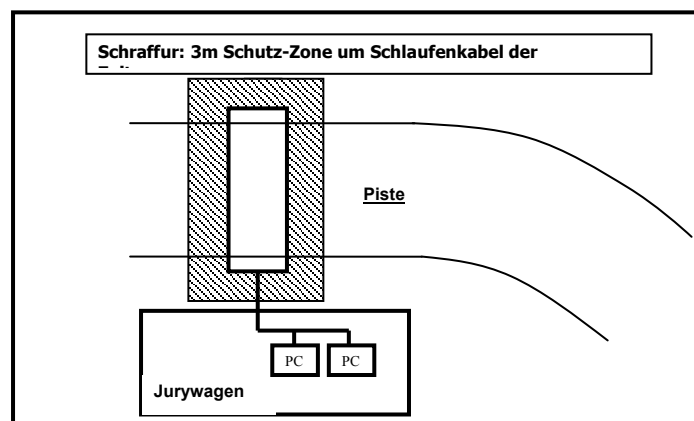 Schraffur: 3m Schutz-Zone um Schlaufenkabel der
Piste
PC PC
Jurywagen